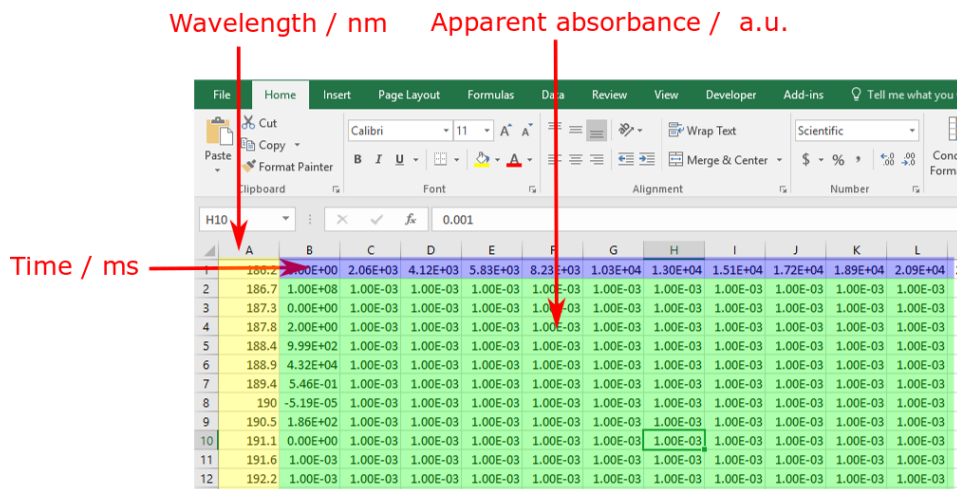 Wavelength / nm Apparent absorbance / a.u.
File Home Insert Page Layout Formulas Data Review View Developer Add-ins Tell me what you
Cut
Copy
Format Painter
Paste
Clipboard
Calibri 11 A A
B I U A
Font
Wrap Text
Merge & Center
Alignment
Scientific
$ % , .0 .00 .00 .0
Number
Cond
Forma
H10 fx 0.001
A B C D E F G H I J K L
Time / ms
1 186.2 0.00E+00 2.06E+03 4.12E+03 5.83E+03 8.23E+03 1.03E+04 1.30E+04 1.51E+04 1.72E+04 1.89E+04 2.09E+04
2 186.7 1.00E+08 1.00E-03 1.00E-03 1.00E-03 1.00E-03 1.00E-03 1.00E-03 1.00E-03 1.00E-03 1.00E-03 1.00E-03
3 187.3 0.00E+00 1.00E-03 1.00E-03 1.00E-03 1.00E-03 1.00E-03 1.00E-03 1.00E-03 1.00E-03 1.00E-03 1.00E-03
4 187.8 2.00E+00 1.00E-03 1.00E-03 1.00E-03 1.00E-03 1.00E-03 1.00E-03 1.00E-03 1.00E-03 1.00E-03 1.00E-03
5 188.4 9.99E+02 1.00E-03 1.00E-03 1.00E-03 1.00E-03 1.00E-03 1.00E-03 1.00E-03 1.00E-03 1.00E-03 1.00E-03
6 188.9 4.32E+04 1.00E-03 1.00E-03 1.00E-03 1.00E-03 1.00E-03 1.00E-03 1.00E-03 1.00E-03 1.00E-03 1.00E-03
7 189.4 5.46E-01 1.00E-03 1.00E-03 1.00E-03 1.00E-03 1.00E-03 1.00E-03 1.00E-03 1.00E-03 1.00E-03 1.00E-03
8 190 -5.19E-05 1.00E-03 1.00E-03 1.00E-03 1.00E-03 1.00E-03 1.00E-03 1.00E-03 1.00E-03 1.00E-03 1.00E-03
9 190.5 1.86E+02 1.00E-03 1.00E-03 1.00E-03 1.00E-03 1.00E-03 1.00E-03 1.00E-03 1.00E-03 1.00E-03 1.00E-03
10 191.1 0.00E+00 1.00E-03 1.00E-03 1.00E-03 1.00E-03 1.00E-03 1.00E-03 1.00E-03 1.00E-03 1.00E-03 1.00E-03
11 191.6 1.00E-03 1.00E-03 1.00E-03 1.00E-03 1.00E-03 1.00E-03 1.00E-03 1.00E-03 1.00E-03 1.00E-03 1.00E-03
12 192.2 1.00E-03 1.00E-03 1.00E-03 1.00E-03 1.00E-03 1.00E-03 1.00E-03 1.00E-03 1.00E-03 1.00E-03 1.00E-03